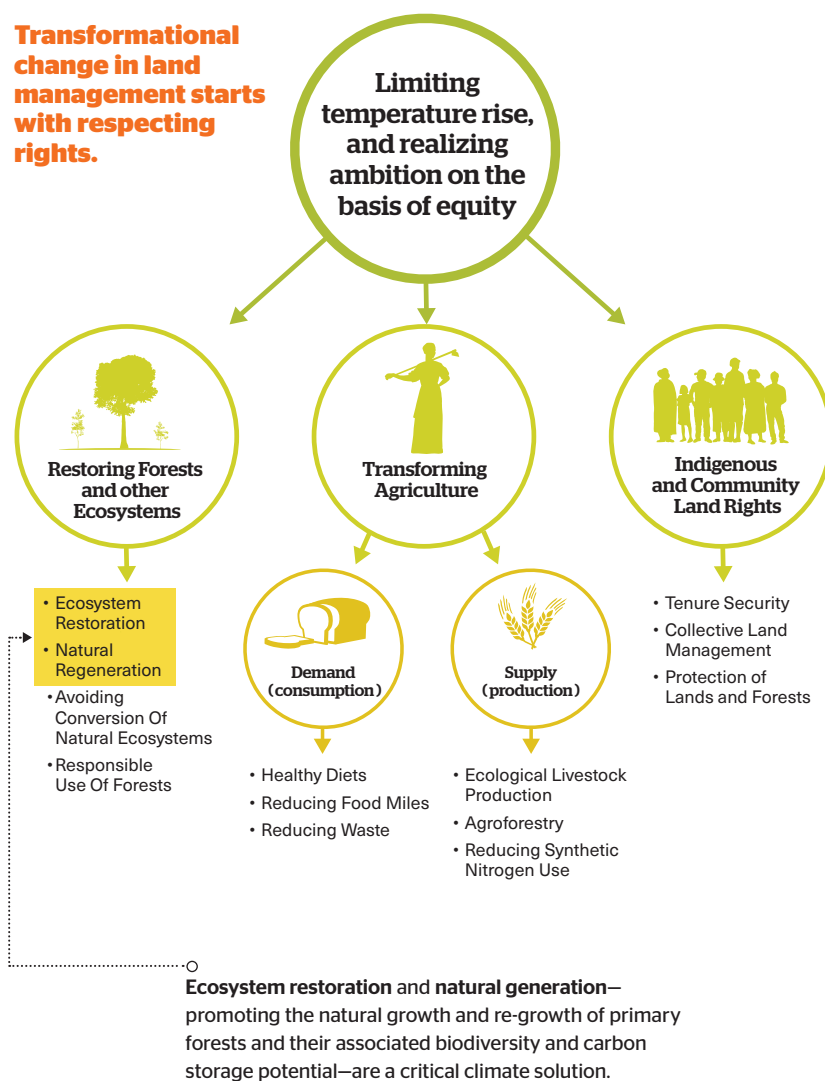 Transformational
change in land
management starts
with respecting
rights.
Limiting
temperature rise,
and realizing
ambition on the
basis of equity
Restoring Forests
and other
Ecosystems
Transforming
Agriculture
Indigenous
and Community
Land Rights
• Ecosystem
Restoration
• Natural
Regeneration
• Avoiding
Conversion Of
Natural Ecosystems
• Responsible
Use Of Forests
Demand
(consumption)
Supply
(production)
• Tenure Security
• Collective Land
Management
• Protection of
Lands and Forests
• Healthy Diets
• Reducing Food Miles
• Reducing Waste
• Ecological Livestock
Production
• Agroforestry
• Reducing Synthetic
Nitrogen Use
Ecosystem restoration and natural generation—
promoting the natural growth and re-growth of primary
forests and their associated biodiversity and carbon
storage potential—are a critical climate solution.